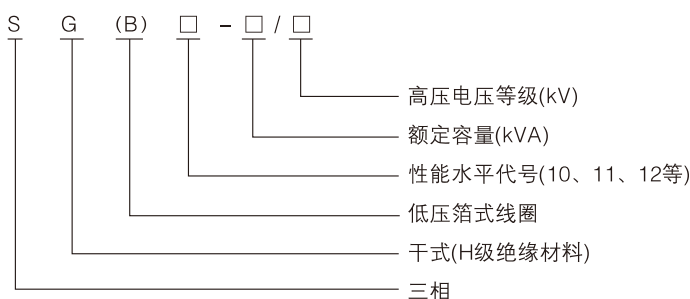 S G (B) □ - □ / □
高压电压等级(kV)
额定容量(kVA)
性能水平代号(10、11、12等)
低压箔式线圈
干式(H级绝缘材料)
三相